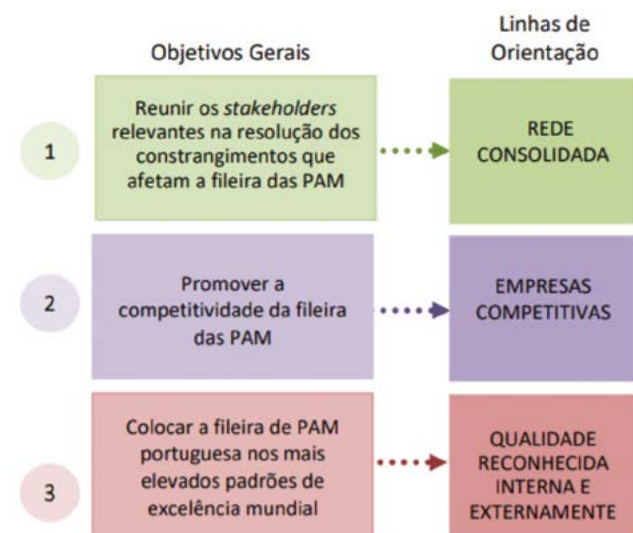 Objetivos Gerais
Linhas de
Orientação
1
Reunir os stakeholders
relevantes na resolução dos
constrangimentos que
afetam a fileira das PAM
REDE
CONSOLIDADA
2
Promover a
competitividade da fileira
das PAM
EMPRESAS
COMPETITIVAS
3
Colocar a fileira de PAM
portuguesa nos mais
elevados padrões de
excelência mundial
QUALIDADE
RECONHECIDA
INTERNA E
EXTERNAMENTE